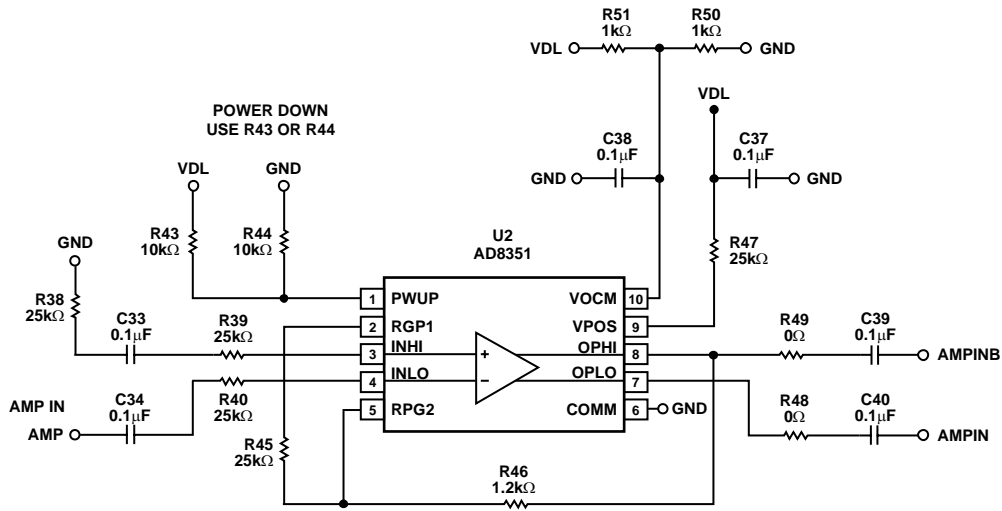 R51
1kΩ
R50
1kΩ
VDL
GND
POWER DOWN
USE R43 OR R44
VDL
C38
0.1μF
C37
0.1μF
VDL
GND
GND
GND
R43
10kΩ
R44
10kΩ
R47
25kΩ
U2
AD8351
GND
R38
25kΩ
C33
0.1μF
R39
25kΩ
1 PWUP
2 RGP1
3 INHI
4 INLO
5 RPG2
+
−
VOCM 10
VPOS 9
OPHI 8
OPLO 7
COMM 6
GND
R49
0Ω
C39
0.1μF
AMPINB
AMP IN
AMP
C34
0.1μF
R40
25kΩ
R48
0Ω
C40
0.1μF
AMPIN
R45
25kΩ
R46
1.2kΩ